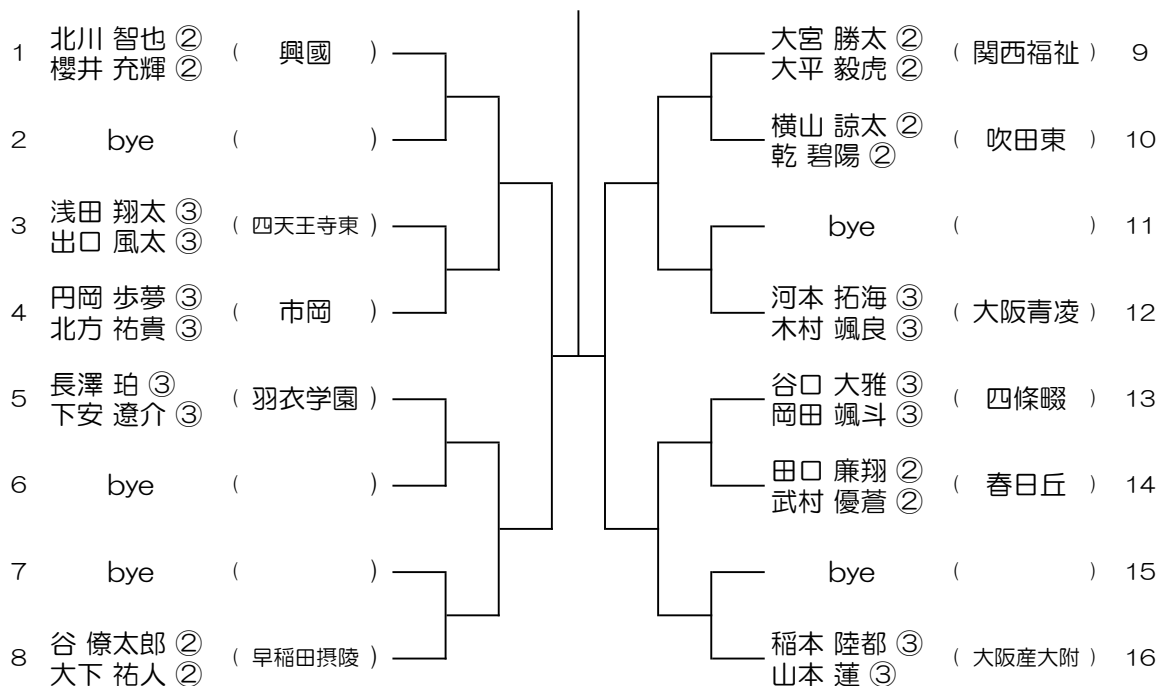 1 北川 智也 ② ( 興國 )
櫻井 充輝 ②
2 bye ( )
3 浅田 翔太 ③ ( 四天王寺東 )
出口 風太 ③
4 円岡 歩夢 ③ ( 市岡 )
北方 祐貴 ③
5 長澤 珀 ③ ( 羽衣学園 )
下安 遼介 ③
6 bye ( )
7 bye ( )
8 谷 僚太郎 ② ( 早稲田摂陵 )
大下 祐人 ②
大宮 勝太 ② ( 関西福祉 ) 9
大平 毅虎 ②
横山 諒太 ② ( 吹田東 ) 10
乾 碧陽 ②
bye ( ) 11
河本 拓海 ③ ( 大阪青凌 ) 12
木村 颯良 ③
谷口 大雅 ③ ( 四條畷 ) 13
岡田 颯斗 ③
田口 廉翔 ② ( 春日丘 ) 14
武村 優蒼 ②
bye ( ) 15
稲本 陸都 ③ ( 大阪産大附 ) 16
山本 蓮 ③